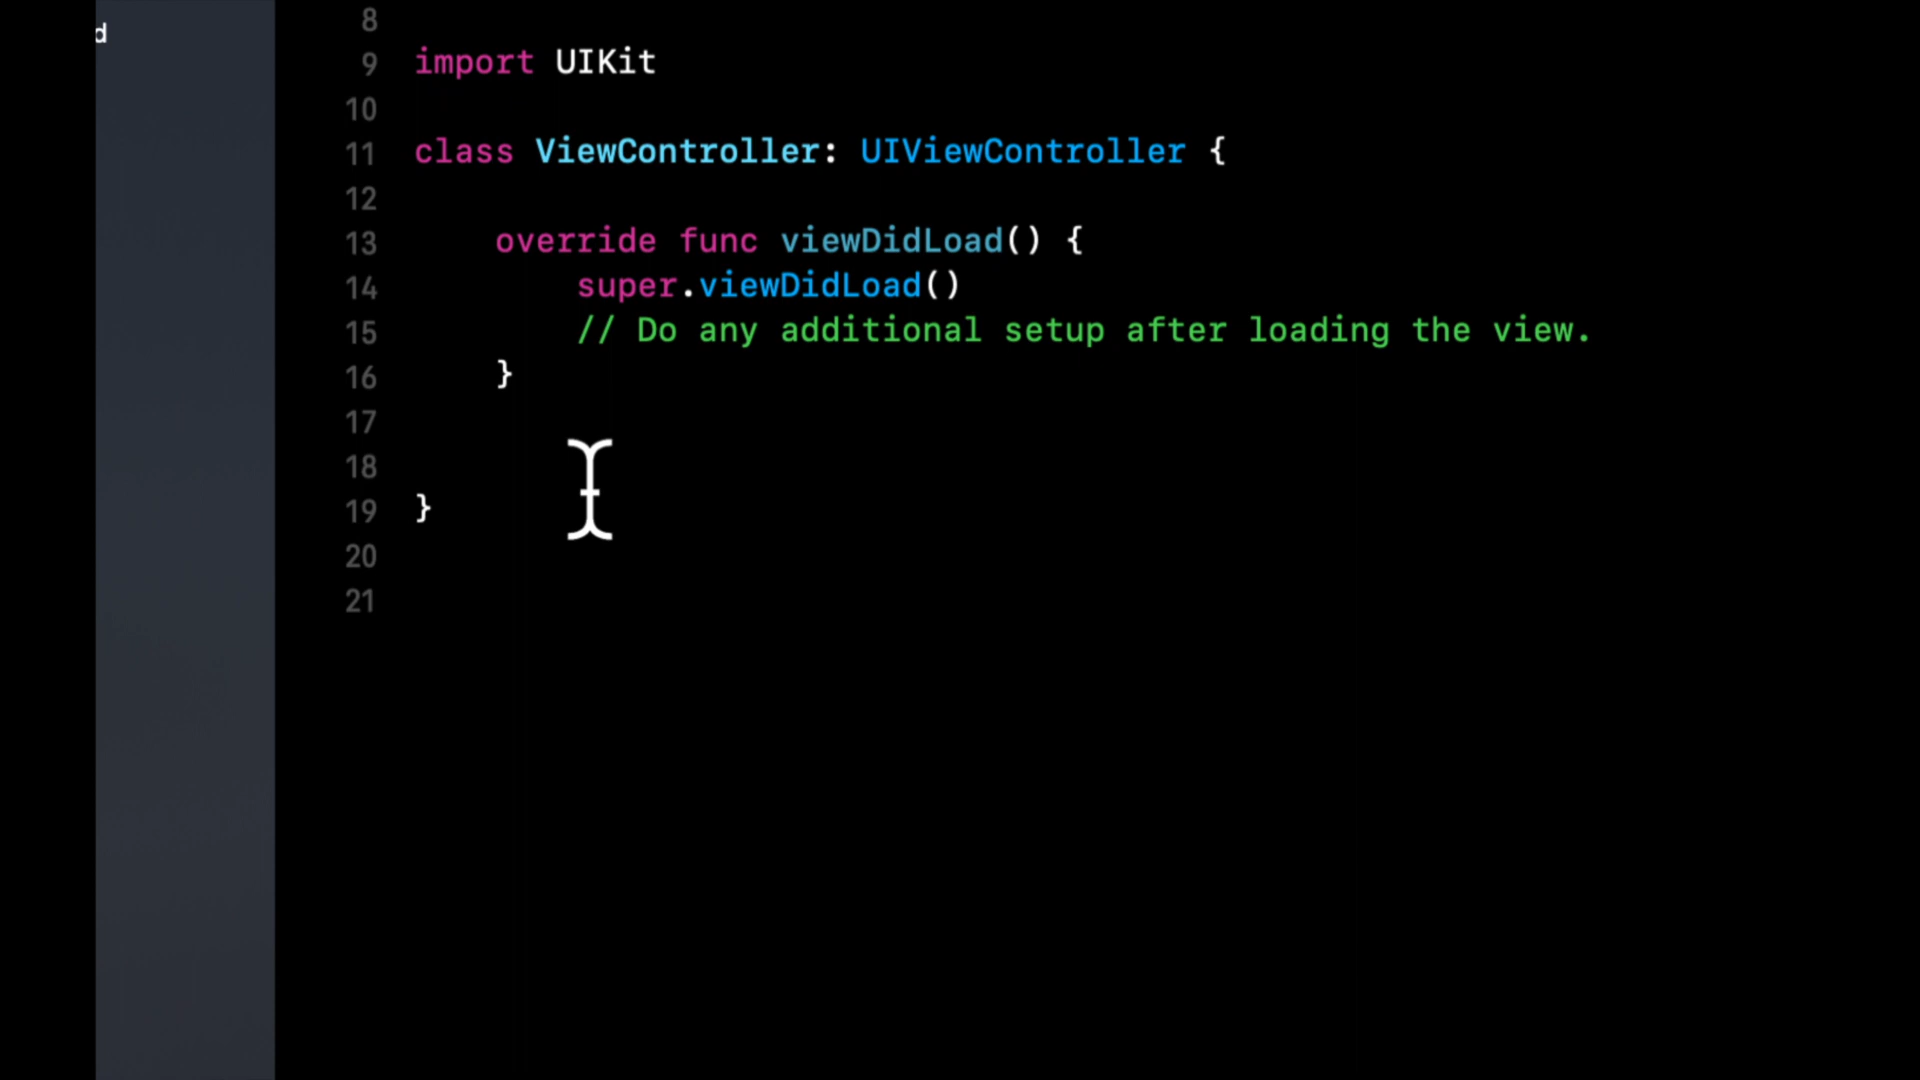 d
8
9 import UIKit
10
11 class ViewController: UIViewController {
12
13     override func viewDidLoad() {
14         super.viewDidLoad()
15         // Do any additional setup after loading the view.
16     }
17
18
19 }
20
21